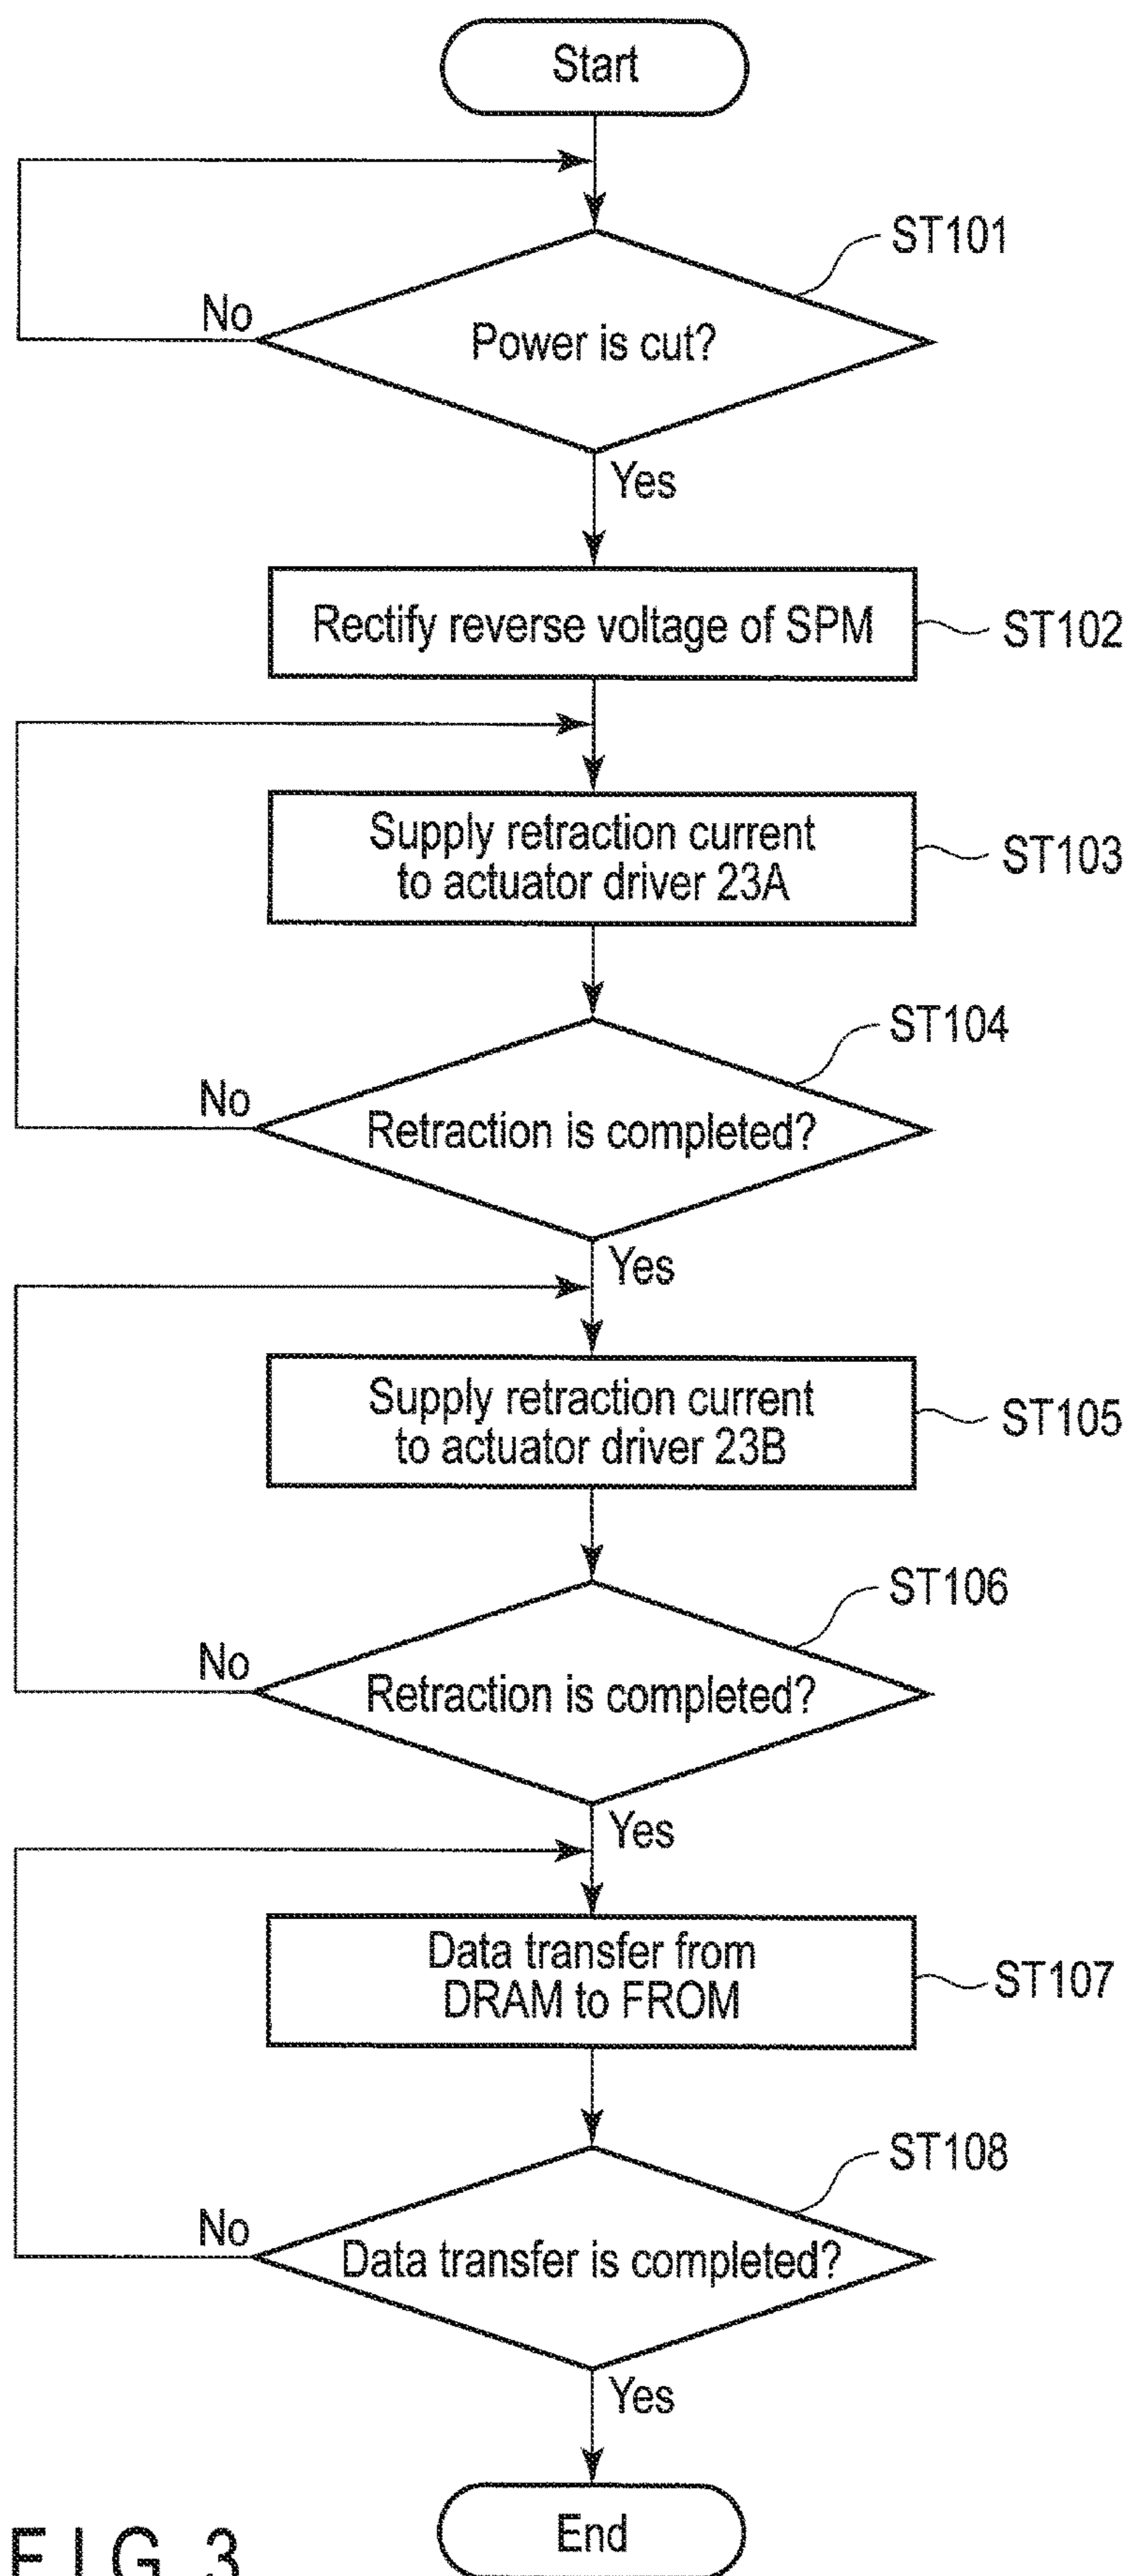 Start
ST101
No
Power is cut?
Yes
Rectify reverse voltage of SPM
ST102
Supply retraction current
to actuator driver 23A
ST103
ST104
No
Retraction is completed?
Yes
Supply retraction current
to actuator driver 23B
ST105
ST106
No
Retraction is completed?
Yes
Data transfer from
DRAM to FROM
ST107
ST108
No
Data transfer is completed?
Yes
End
FIG. 3